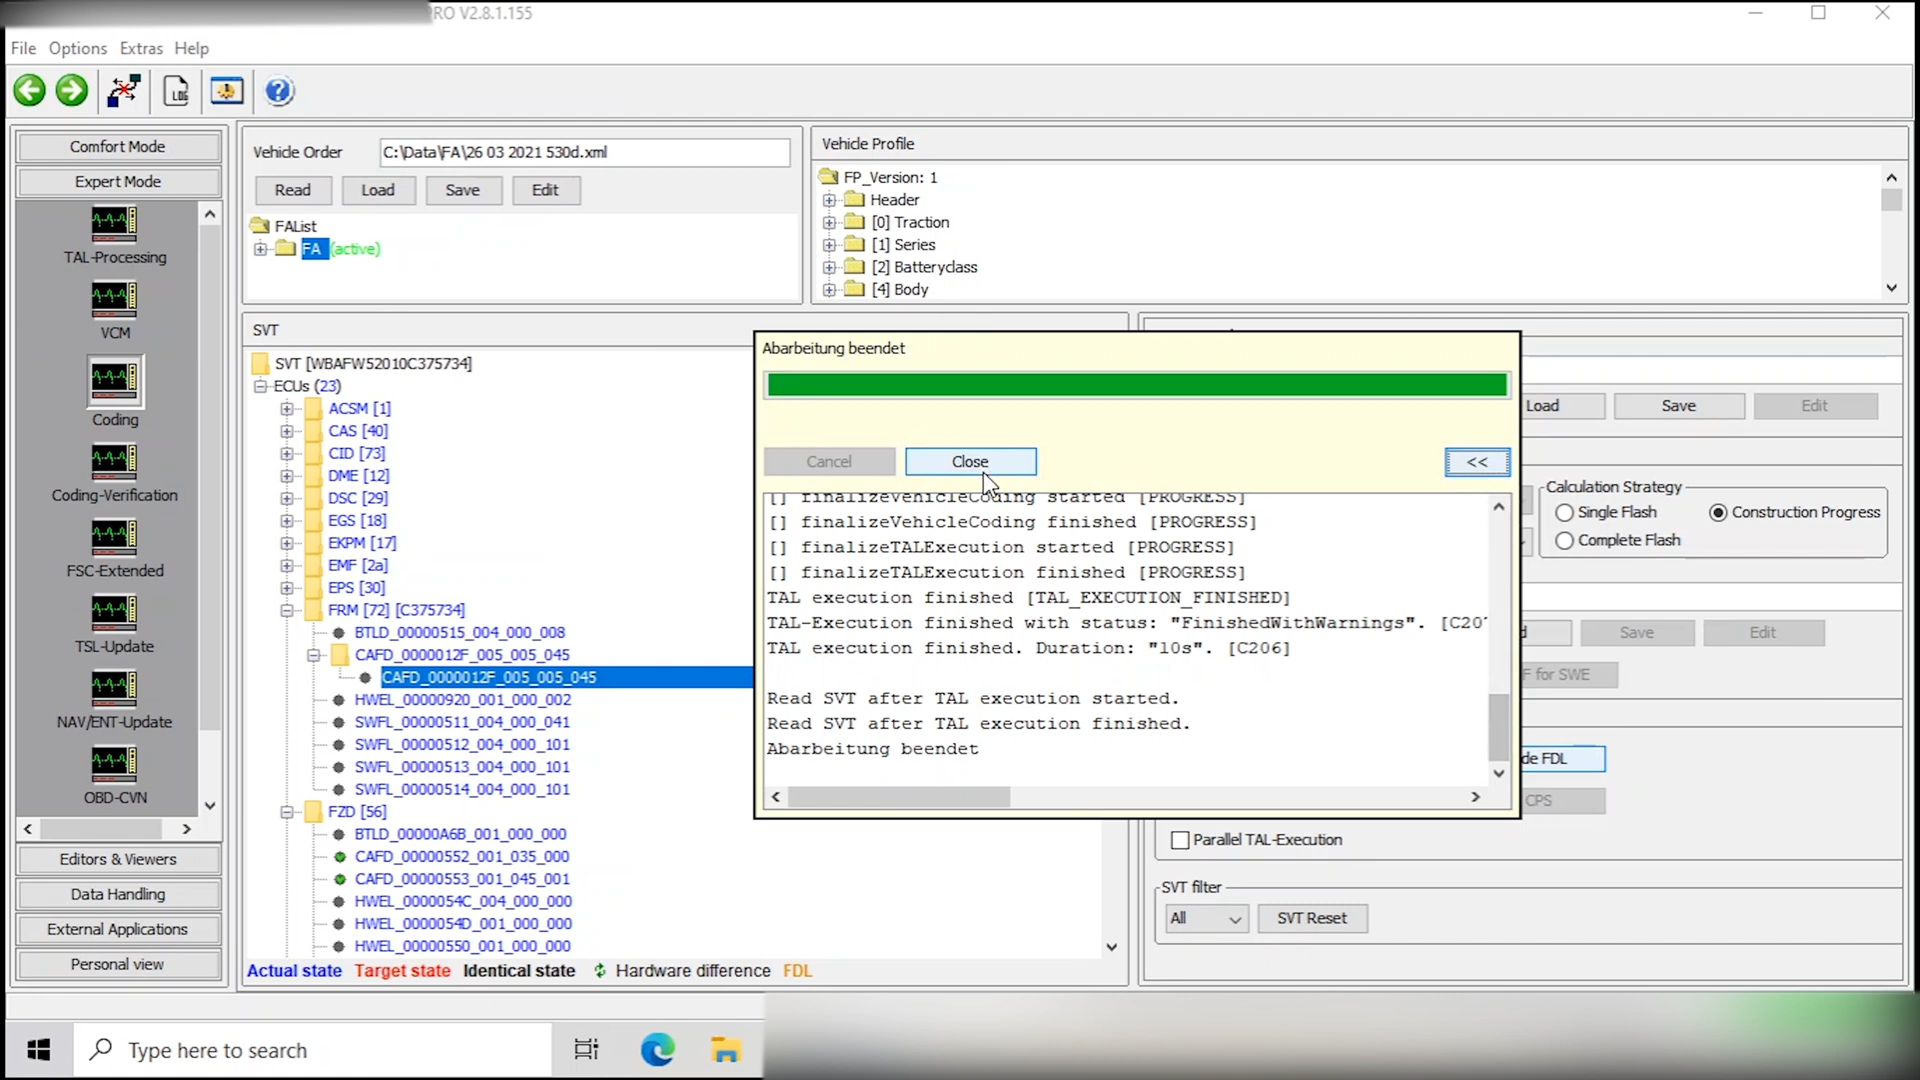 RO V2.8.1.155
File Options Extras Help
Comfort Mode
Expert Mode
TAL-Processing
VCM
Coding
Coding-Verification
FSC-Extended
TSL-Update
NAV/ENT-Update
OBD-CVN
Editors & Viewers
Data Handling
External Applications
Personal view
Vehicle Order C:\Data\FA\26 03 2021 530d.xml
Read Load Save Edit
FAList
FA (active)
Vehicle Profile
FP_Version: 1
Header
[0] Traction
[1] Series
[2] Batteryclass
[4] Body
SVT
SVT [WBAFW52010C375734]
ECUs (23)
ACSM [1]
CAS [40]
CID [73]
DME [12]
DSC [29]
EGS [18]
EKPM [17]
EMF [2a]
EPS [30]
FRM [72] [C375734]
BTLD_00000515_004_000_008
CAFD_0000012F_005_005_045
CAFD_0000012F_005_005_045
HWEL_00000920_001_000_002
SWFL_00000511_004_000_041
SWFL_00000512_004_000_101
SWFL_00000513_004_000_101
SWFL_00000514_004_000_101
FZD [56]
BTLD_00000A6B_001_000_000
CAFD_00000552_001_035_000
CAFD_00000553_001_045_001
HWEL_0000054C_004_000_000
HWEL_0000054D_001_000_000
HWEL_00000550_001_000_000
Actual state Target state Identical state Hardware difference FDL
Abarbeitung beendet
Cancel Close <<
[] finalizeVehicleCoding started [PROGRESS]
[] finalizeVehicleCoding finished [PROGRESS]
[] finalizeTALExecution started [PROGRESS]
[] finalizeTALExecution finished [PROGRESS]
TAL execution finished [TAL_EXECUTION_FINISHED]
TAL-Execution finished with status: "FinishedWithWarnings". [C207
TAL execution finished. Duration: "10s". [C206]
Read SVT after TAL execution started.
Read SVT after TAL execution finished.
Abarbeitung beendet
Load Save Edit
Calculation Strategy
Single Flash Construction Progress
Complete Flash
d Save Edit
F for SWE
de FDL
CPS
Parallel TAL-Execution
SVT filter
All SVT Reset
Type here to search